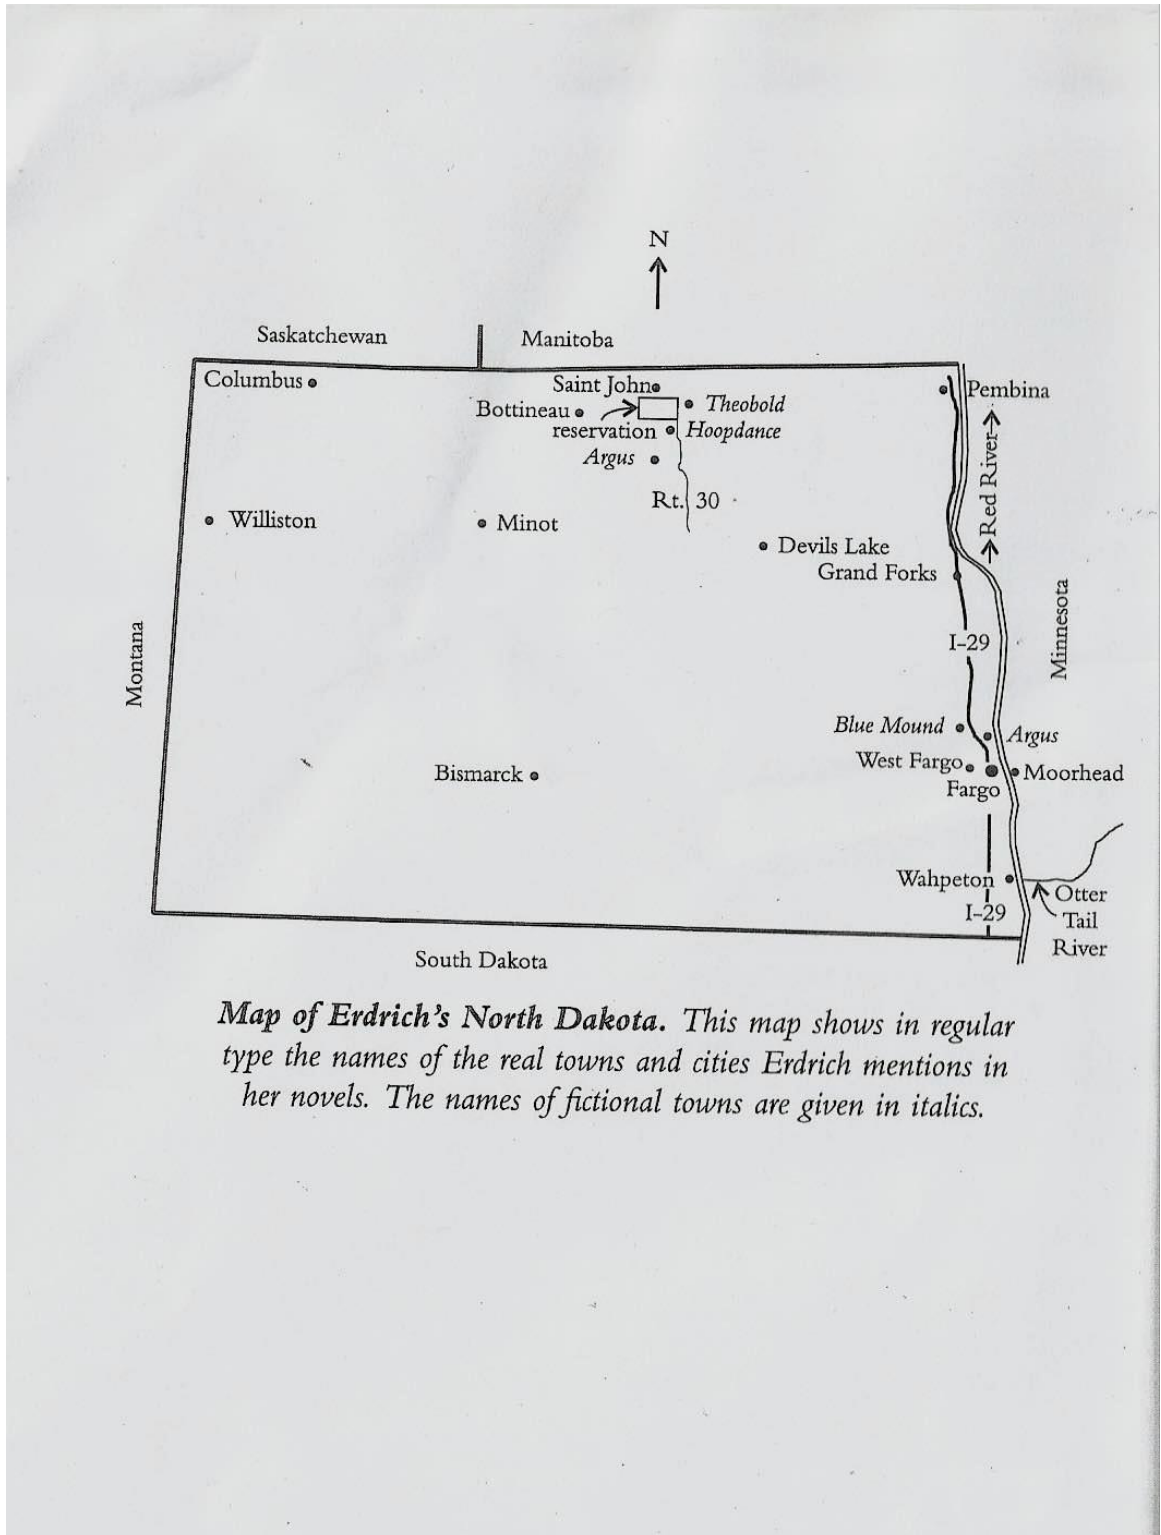 N
Saskatchewan
Manitoba
Columbus
Saint John
Pembina
Bottineau
Theobold
reservation
Hoopdance
Argus
Red River
Rt. 30
Williston
Minot
Devils Lake
Grand Forks
I-29
Minnesota
Montana
Blue Mound
Argus
West Fargo
Moorhead
Bismarck
Fargo
Wahpeton
Otter
Tail
River
I-29
South Dakota
Map of Erdrich's North Dakota. This map shows in regular
type the names of the real towns and cities Erdrich mentions in
her novels. The names of fictional towns are given in italics.